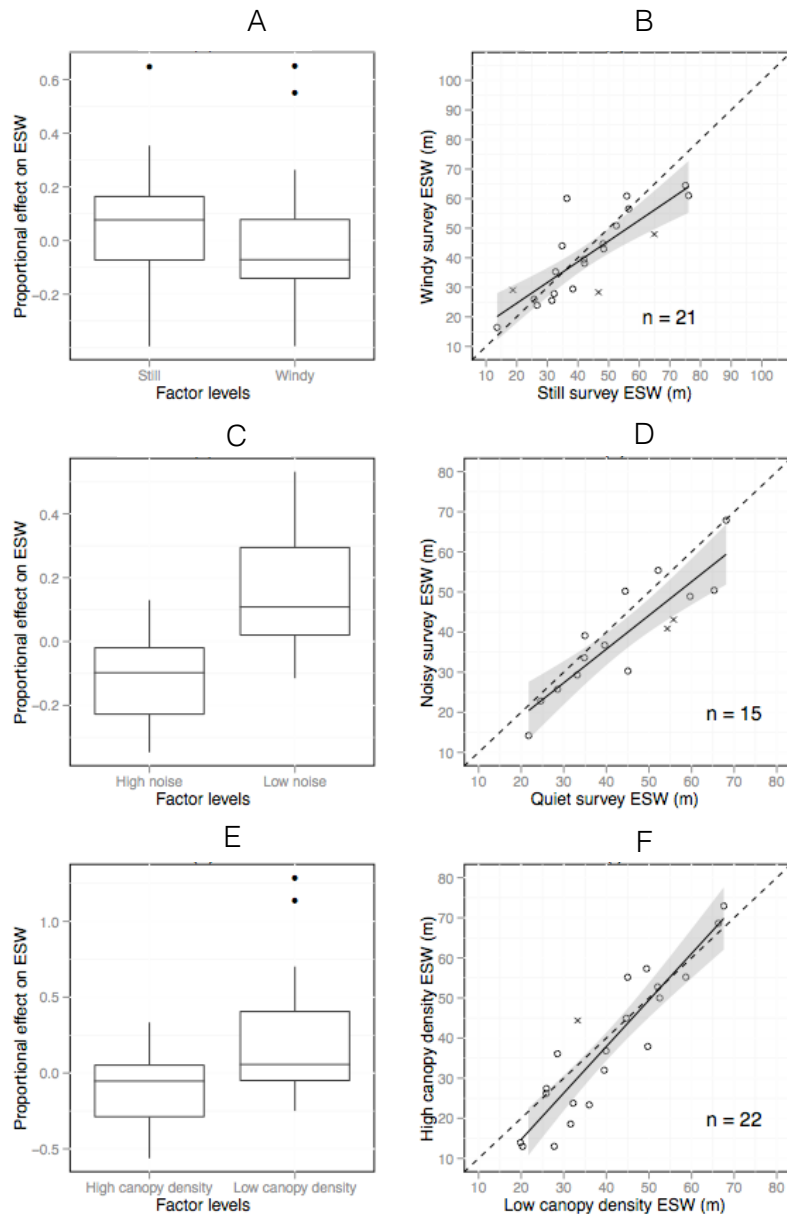 A
B
Proportional effect on ESW
0.6
0.4
0.2
0.0
−0.2
Still
Windy
Factor levels
Windy survey ESW (m)
100
90
80
70
60
50
40
30
20
10
n = 21
10 20 30 40 50 60 70 80 90 100
Still survey ESW (m)
C
D
Proportional effect on ESW
0.4
0.2
0.0
−0.2
High noise
Low noise
Factor levels
Noisy survey ESW (m)
80
70
60
50
40
30
20
10
n = 15
10 20 30 40 50 60 70 80
Quiet survey ESW (m)
E
F
Proportional effect on ESW
1.0
0.5
0.0
−0.5
High canopy density
Low canopy density
Factor levels
High canopy density ESW (m)
80
70
60
50
40
30
20
10
n = 22
10 20 30 40 50 60 70 80
Low canopy density ESW (m)